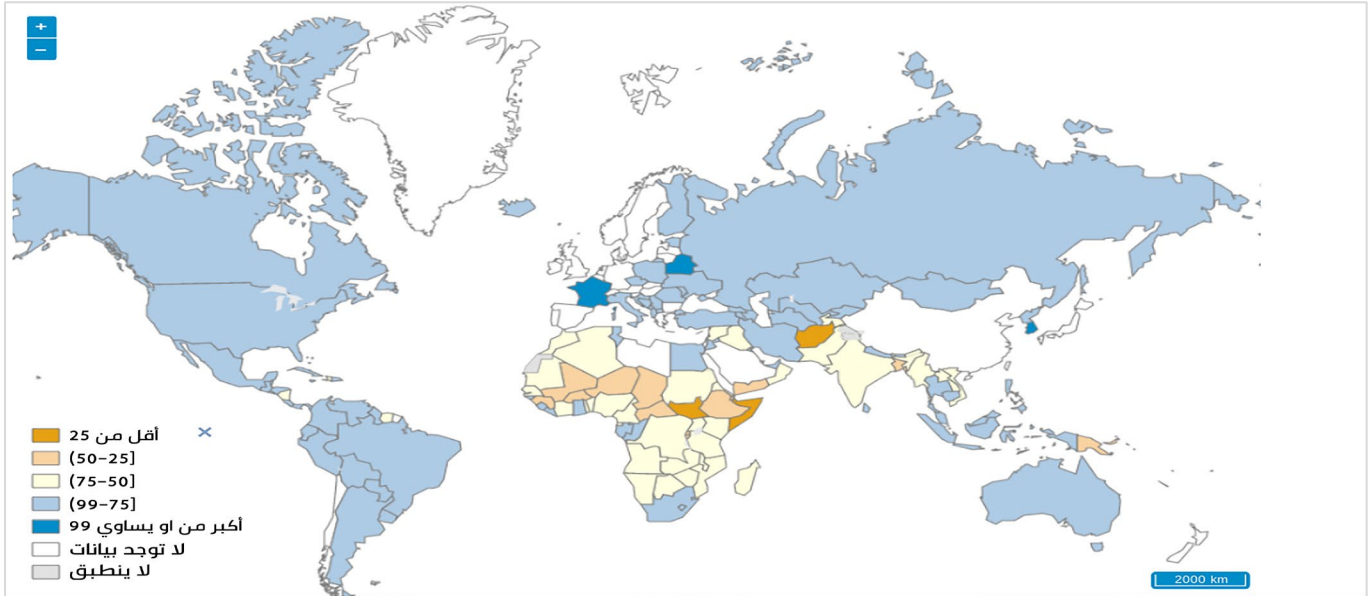 +
−
أقل من 25
(50-25]
(75-50]
(99-75]
أكبر من او يساوي 99
لا توجد بيانات
لا ينطبق
2000 km